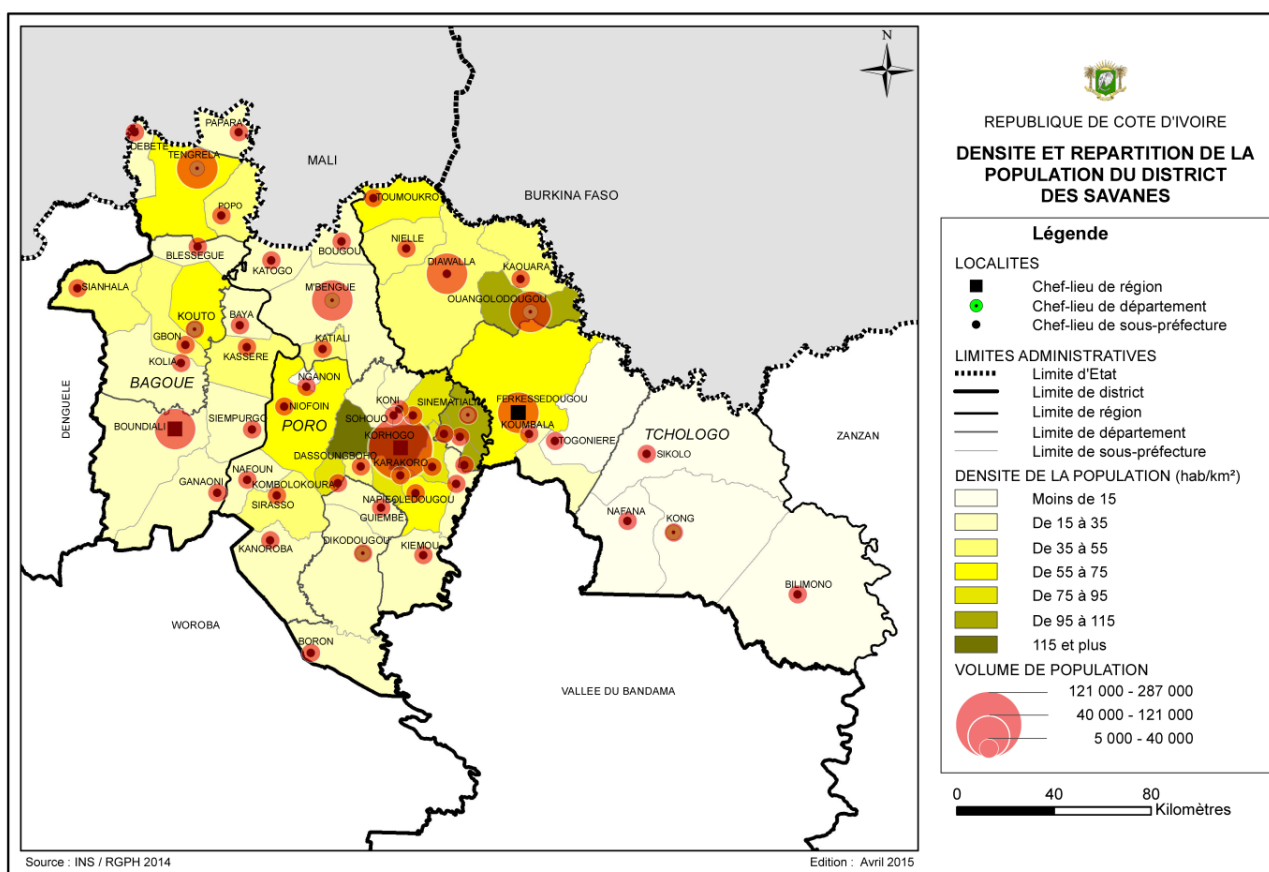 N
REPUBLIQUE DE COTE D'IVOIRE
DENSITE ET REPARTITION DE LA
POPULATION DU DISTRICT
DES SAVANES
Légende
LOCALITES
Chef-lieu de région
Chef-lieu de département
Chef-lieu de sous-préfecture
LIMITES ADMINISTRATIVES
Limite d'Etat
Limite de district
Limite de région
Limite de département
Limite de sous-préfecture
DENSITE DE LA POPULATION (hab/km²)
Moins de 15
De 15 à 35
De 35 à 55
De 55 à 75
De 75 à 95
De 95 à 115
115 et plus
VOLUME DE POPULATION
121 000 - 287 000
40 000 - 121 000
5 000 - 40 000
0 40 80 Kilomètres
PAPARA
DEBETE
TENGRELA
MALI
BURKINA FASO
TOUMOUKRO
POPO
BLESSEGUE
BOUGOU
NIELLE
KATOGO
DIAWALLA
KAOUARA
SIANHALA
M'BENGUE
OUANGOLODOUGOU
KOUTO
BAYA
GBON
KASSERE
KATIALI
KOLIA
BAGOUE
NGANON
NIOFOIN
KONI
SINEMATIALI
FERKESSEDOUGOU
SOHOUO
DENGUELE
BOUNDIALI
SIEMPURGO
PORO
KOUMBALA
TOGONIERE
TCHOLOGO
ZANZAN
KORHOGO
DASSOUNGBOHO
KARAKORO
SIKOLO
NAFOUN
KOMBOLOKOURA
GANAONI
SIRASSO
GUIEMBE
NAFANA
KONG
KANOROBA
DIKODOUGOU
KIEMOU
BILIMONO
WOROBA
BORON
VALLEE DU BANDAMA
Source : INS / RGPH 2014
Edition : Avril 2015